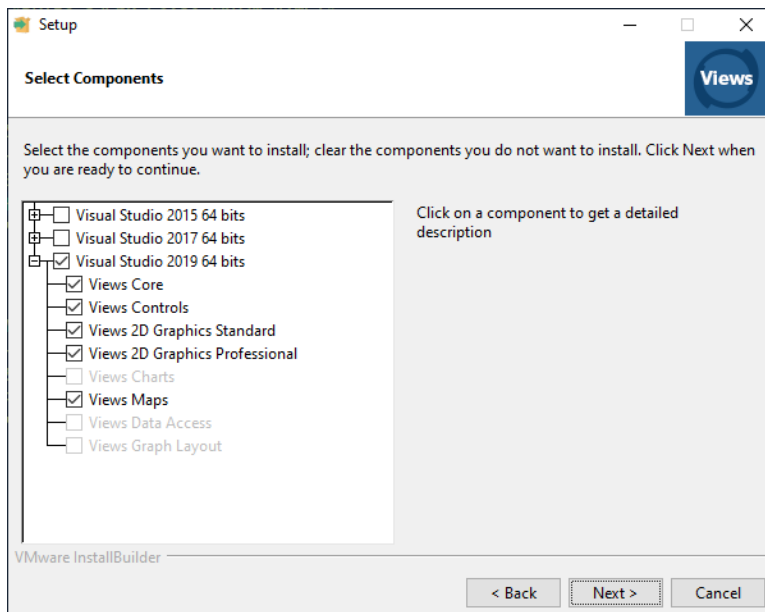 Setup
Select Components
Views
Select the components you want to install; clear the components you do not want to install. Click Next when
you are ready to continue.
Visual Studio 2015 64 bits
Visual Studio 2017 64 bits
Visual Studio 2019 64 bits
Views Core
Views Controls
Views 2D Graphics Standard
Views 2D Graphics Professional
Views Charts
Views Maps
Views Data Access
Views Graph Layout
Click on a component to get a detailed
description
VMware InstallBuilder
< Back
Next >
Cancel